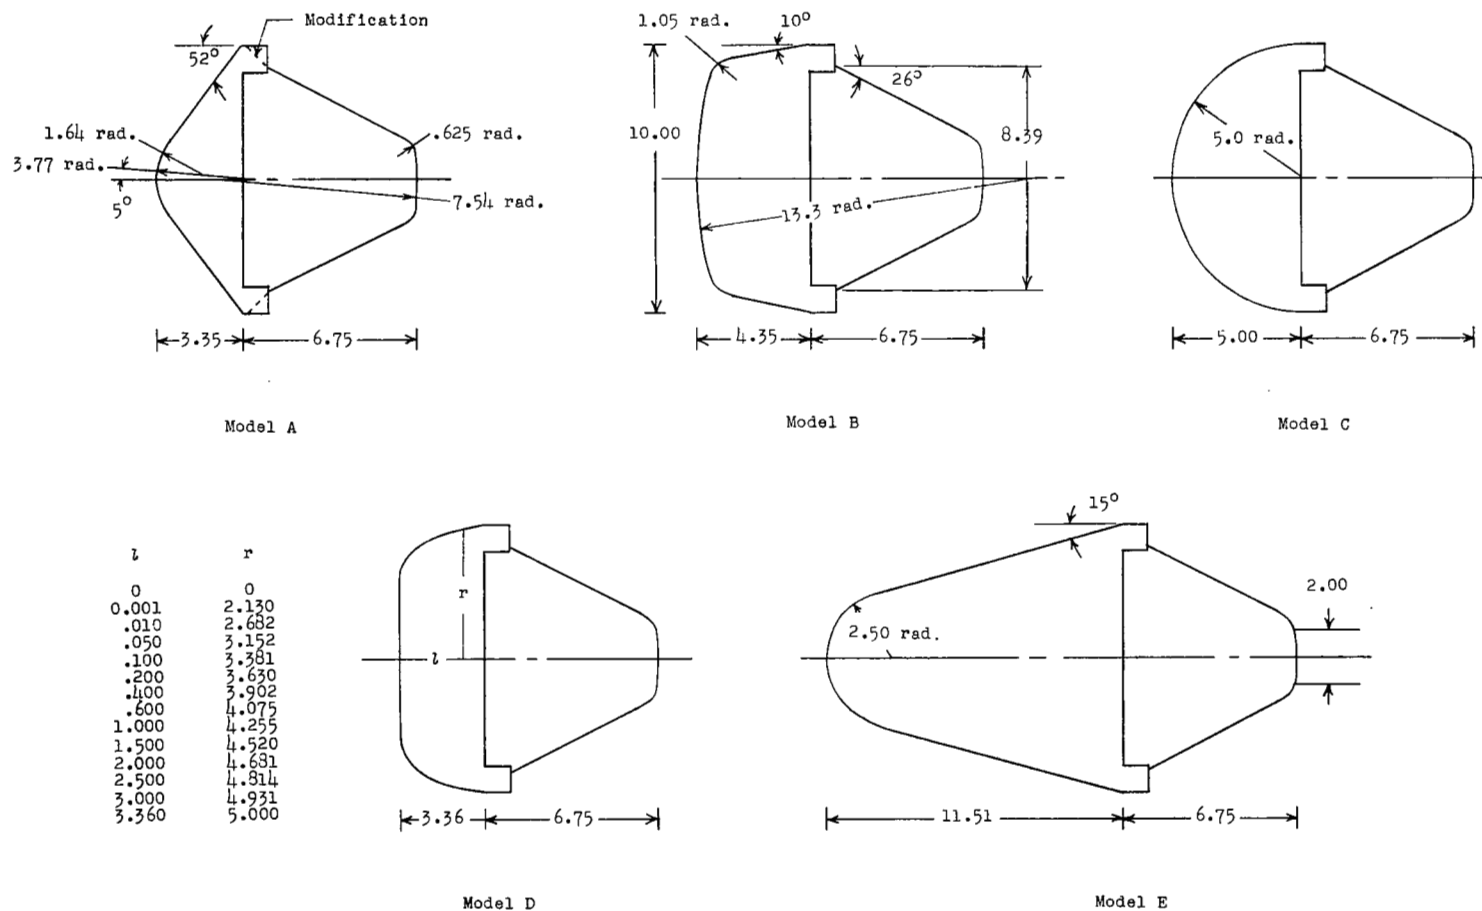 Modification
52°
1.64 rad.
3.77 rad.
5°
.625 rad.
7.54 rad.
3.35
6.75
Model A
1.05 rad.
10°
26°
10.00
8.39
13.3 rad.
4.35
6.75
Model B
5.0 rad.
5.00
6.75
Model C
l r
0 0
0.001 2.130
.010 2.682
.050 3.152
.100 3.381
.200 3.630
.400 3.902
.600 4.075
1.000 4.255
1.500 4.520
2.000 4.681
2.500 4.814
3.000 4.931
3.360 5.000
r
l
3.36
6.75
Model D
15°
2.00
2.50 rad.
11.51
6.75
Model E